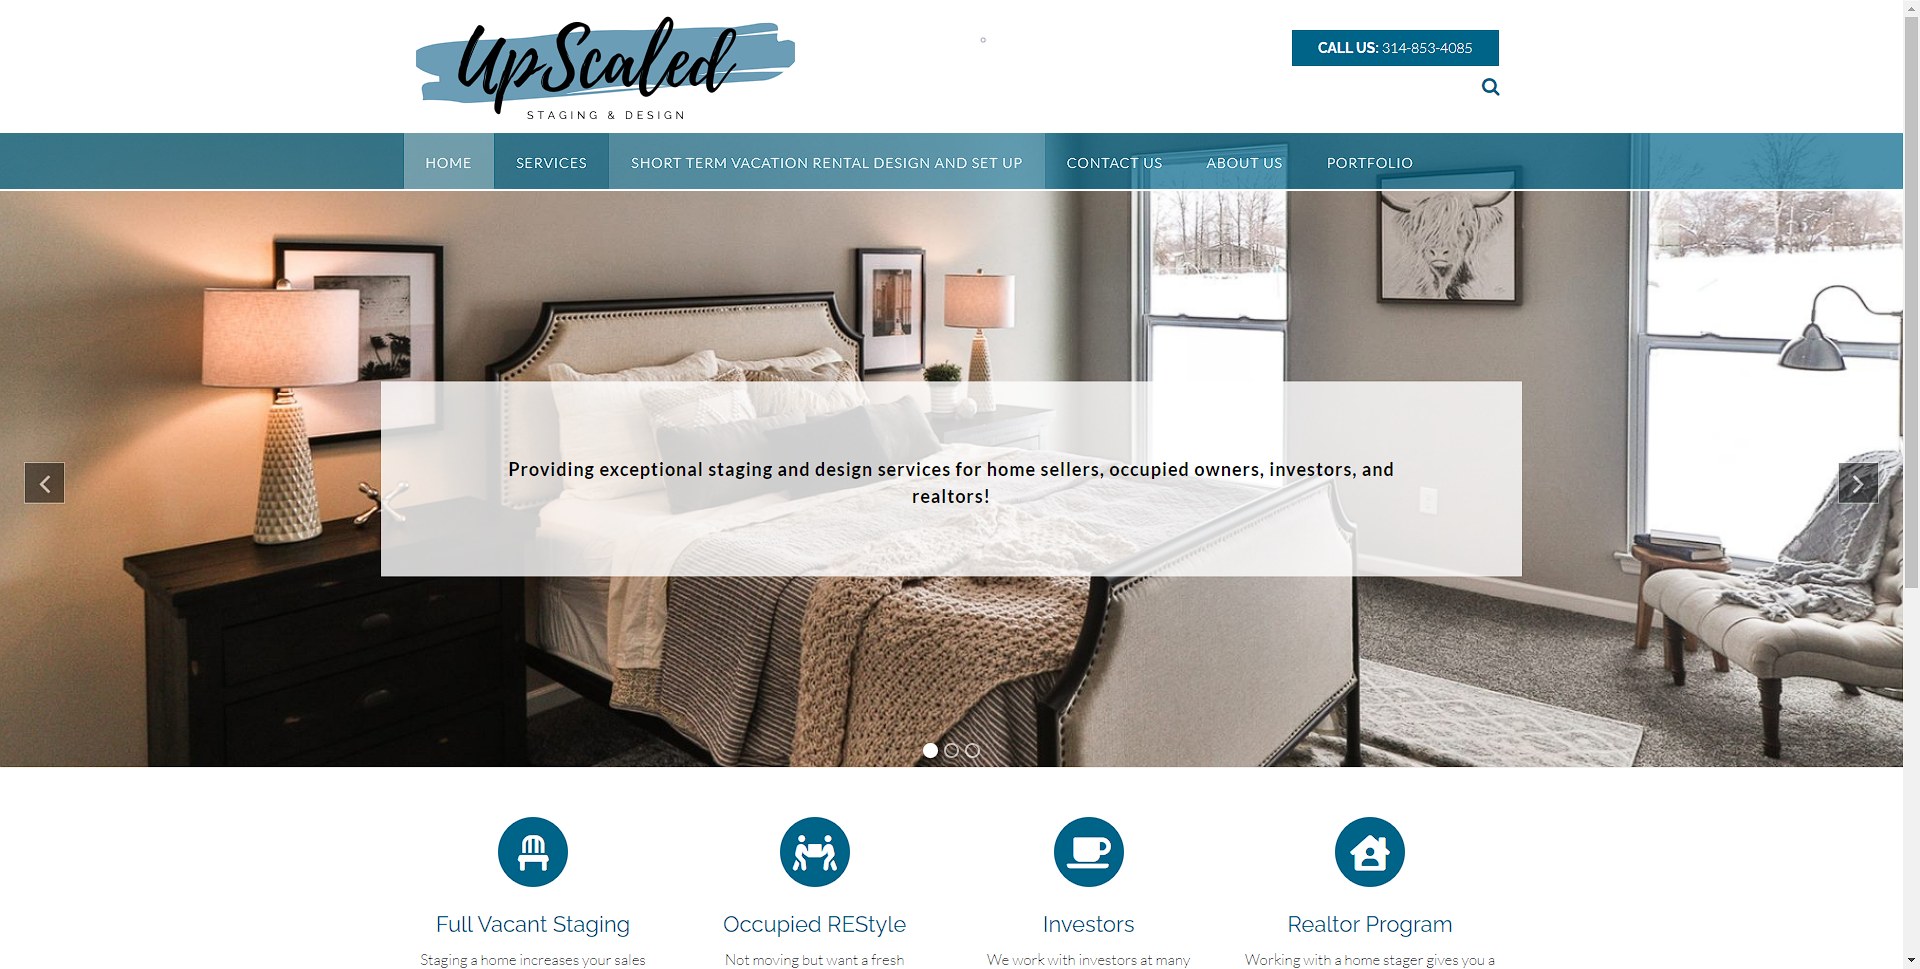 UpScaled
STAGING & DESIGN
CALL US: 314-853-4085
HOME SERVICES SHORT TERM VACATION RENTAL DESIGN AND SET UP CONTACT US ABOUT US PORTFOLIO
Providing exceptional staging and design services for home sellers, occupied owners, investors, and
realtors!
Full Vacant Staging
Staging a home increases your sales
Occupied REStyle
Not moving but want a fresh
Investors
We work with investors at many
Realtor Program
Working with a home stager gives you a